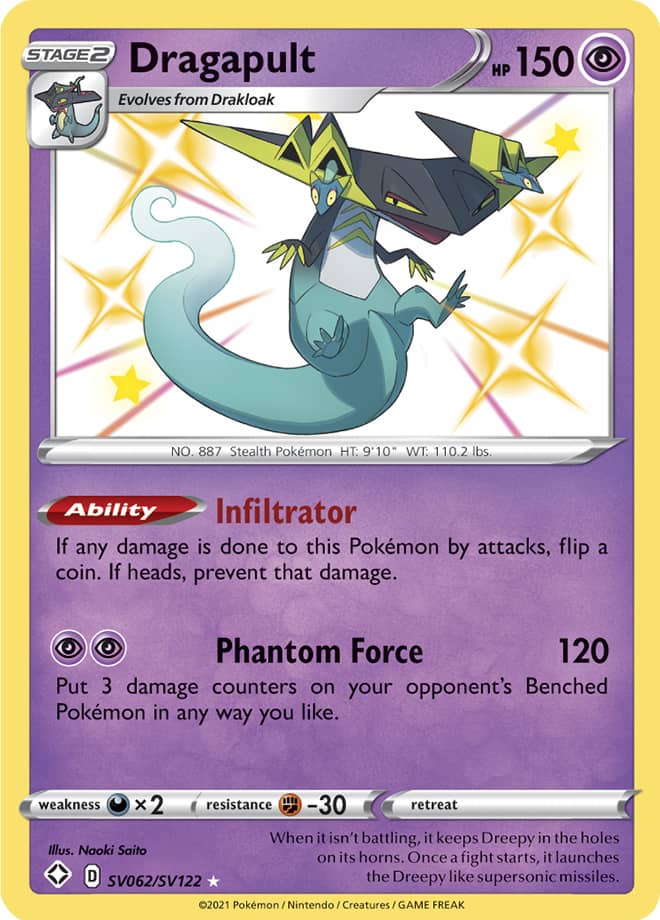 STAGE 2
Dragapult
HP 150
Evolves from Drakloak
NO. 887 Stealth Pokémon HT: 9'10" WT: 110.2 lbs.
Ability Infiltrator
If any damage is done to this Pokémon by attacks, flip a
coin. If heads, prevent that damage.
Phantom Force 120
Put 3 damage counters on your opponent's Benched
Pokémon in any way you like.
weakness ×2 resistance -30 retreat
Illus. Naoki Saito
When it isn't battling, it keeps Dreepy in the holes
on its horns. Once a fight starts, it launches
the Dreepy like supersonic missiles.
D SV062/SV122
©2021 Pokémon / Nintendo / Creatures / GAME FREAK